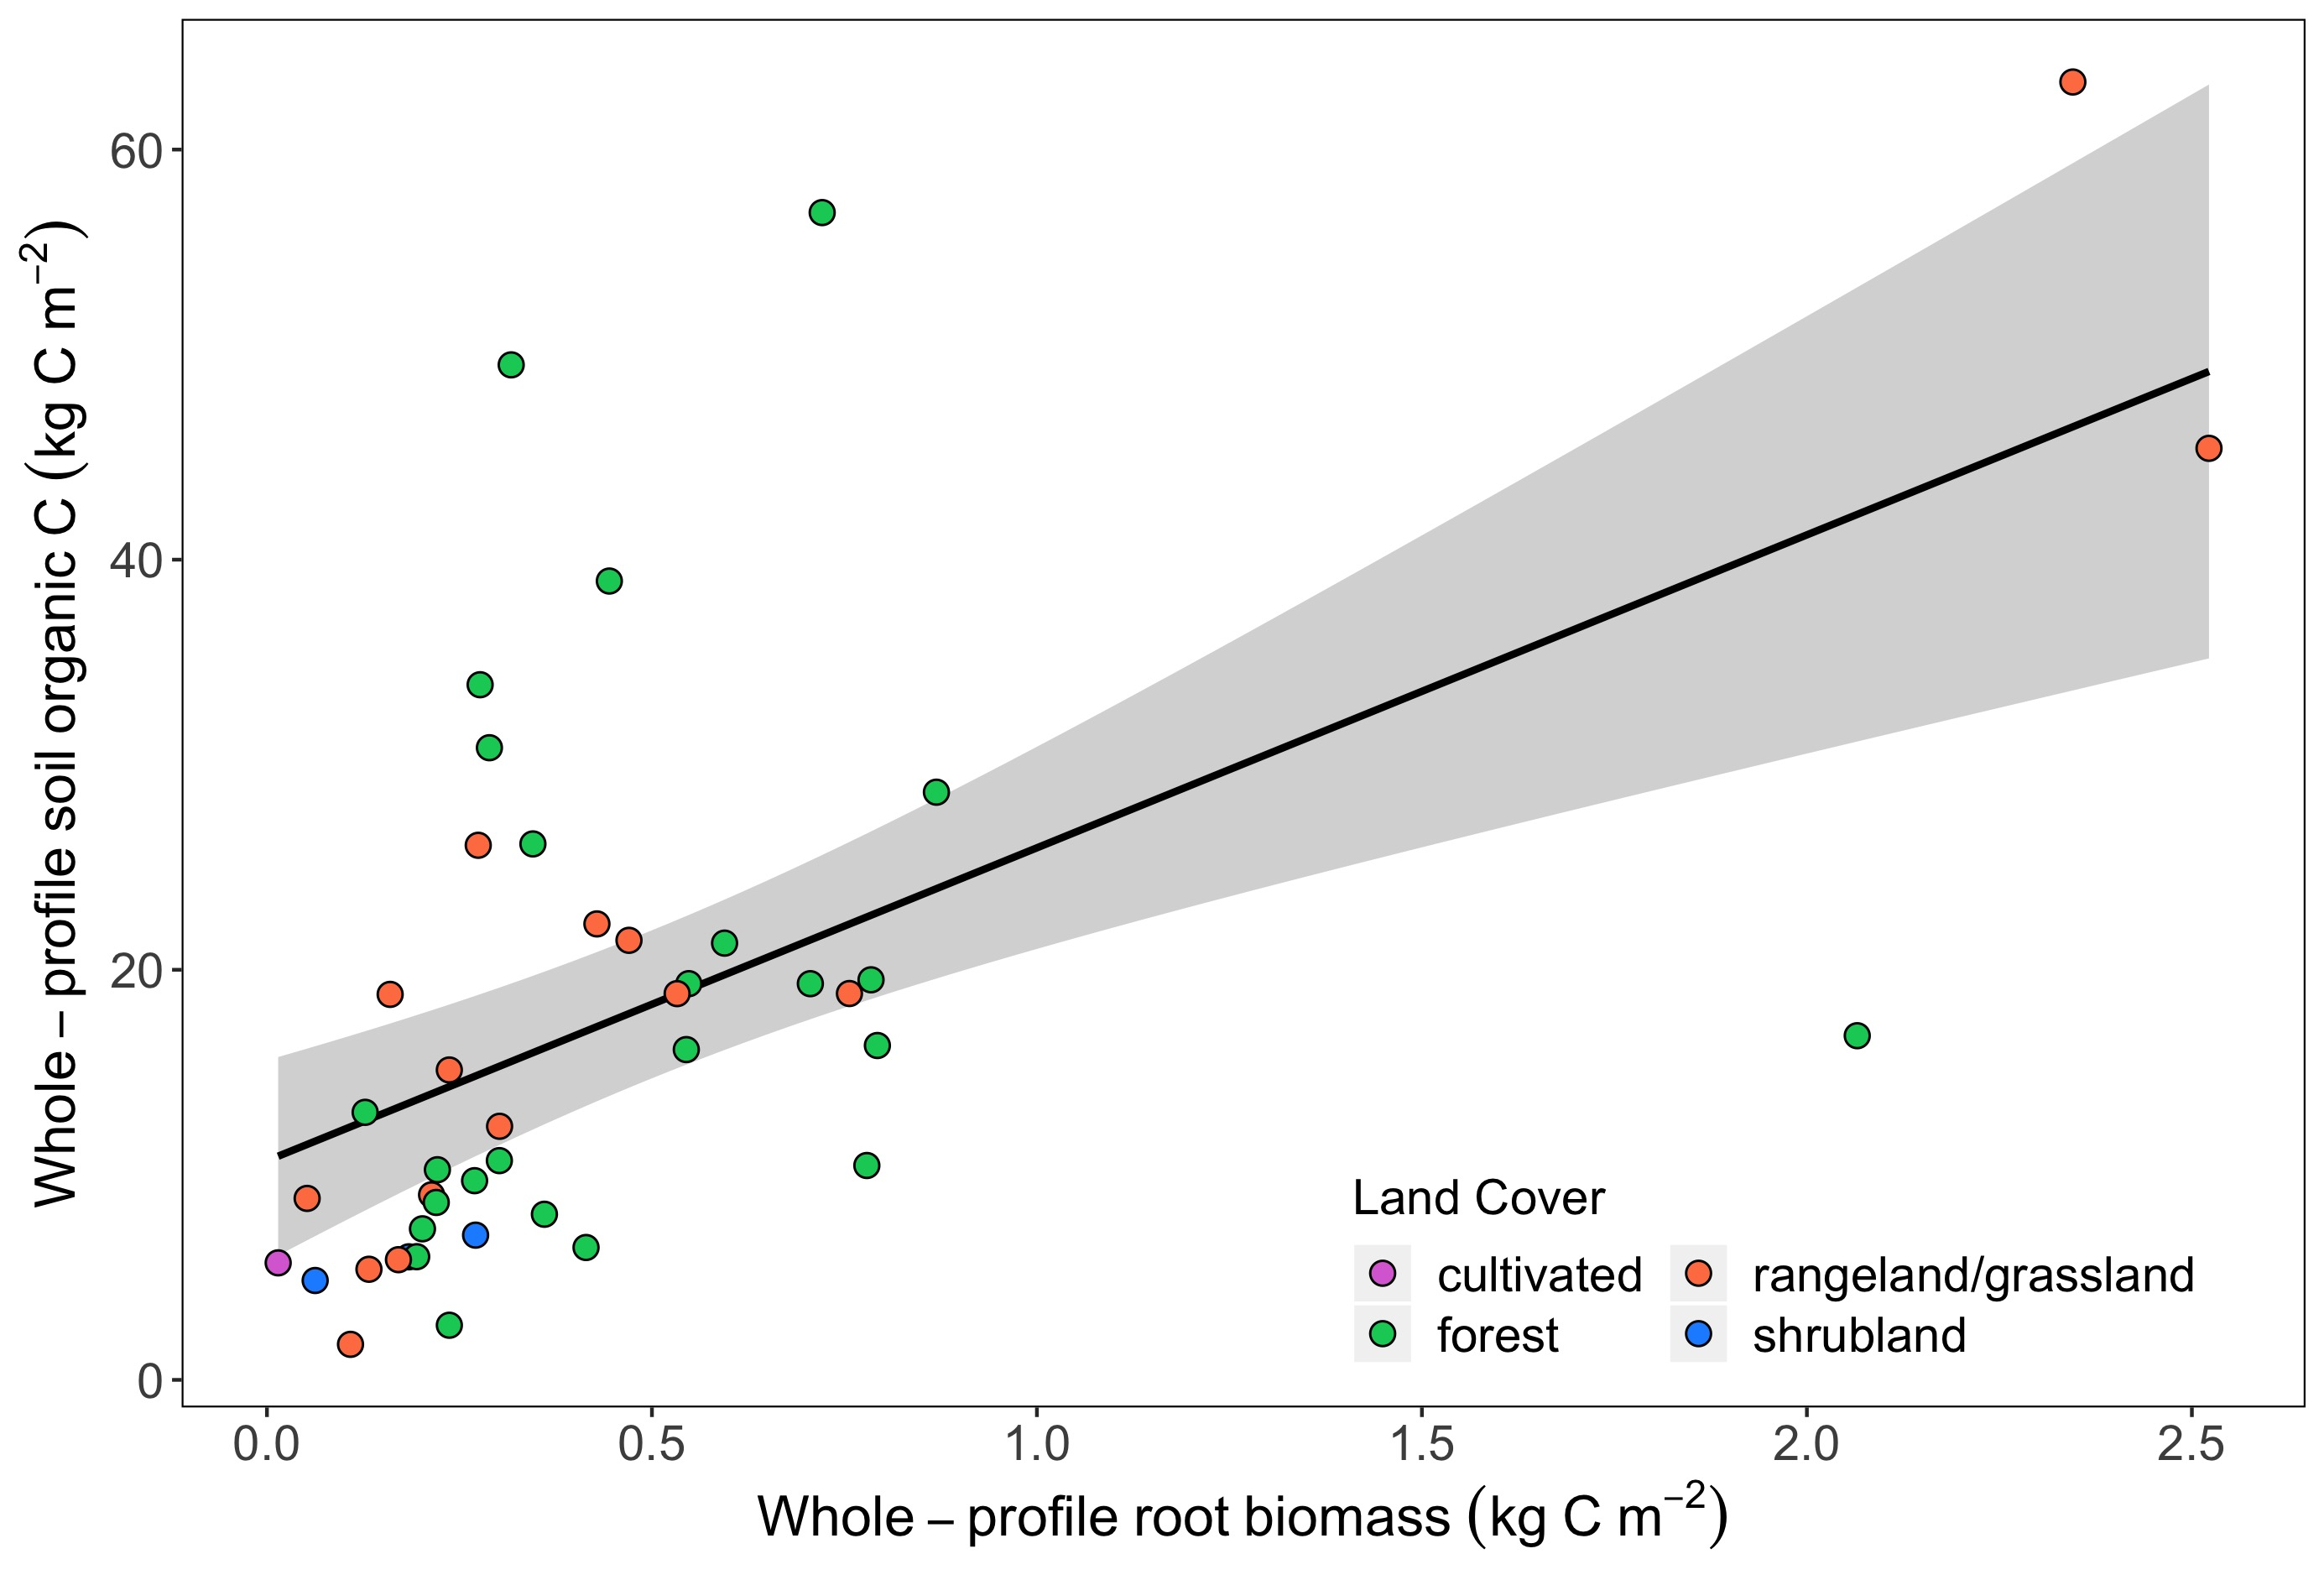 Whole – profile soil organic C (kg C m⁻²)
60
40
20
0
0.0 0.5 1.0 1.5 2.0 2.5
Whole – profile root biomass (kg C m⁻²)
Land Cover
cultivated rangeland/grassland
forest shrubland